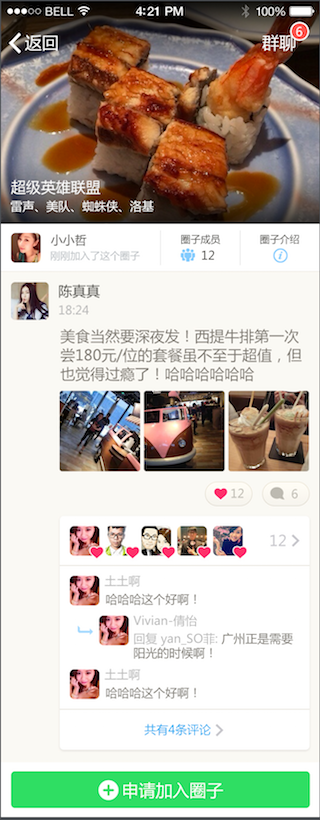 BELL 4:21 PM 100%
返回 群聊 6
超级英雄联盟
雷声、美队、蜘蛛侠、洛基
小小哲 圈子成员 圈子介绍
刚刚加入了这个圈子 12
陈真真
18:24
美食当然要深夜发！西提牛排第一次
尝180元/位的套餐虽不至于超值，但
也觉得过瘾了！哈哈哈哈哈哈
12 6
12
土土啊
哈哈哈这个好啊！
Vivian-倩怡
回复 yan_SO菲: 广州正是需要
阳光的时候啊！
土土啊
哈哈哈这个好啊！
共有4条评论
申请加入圈子